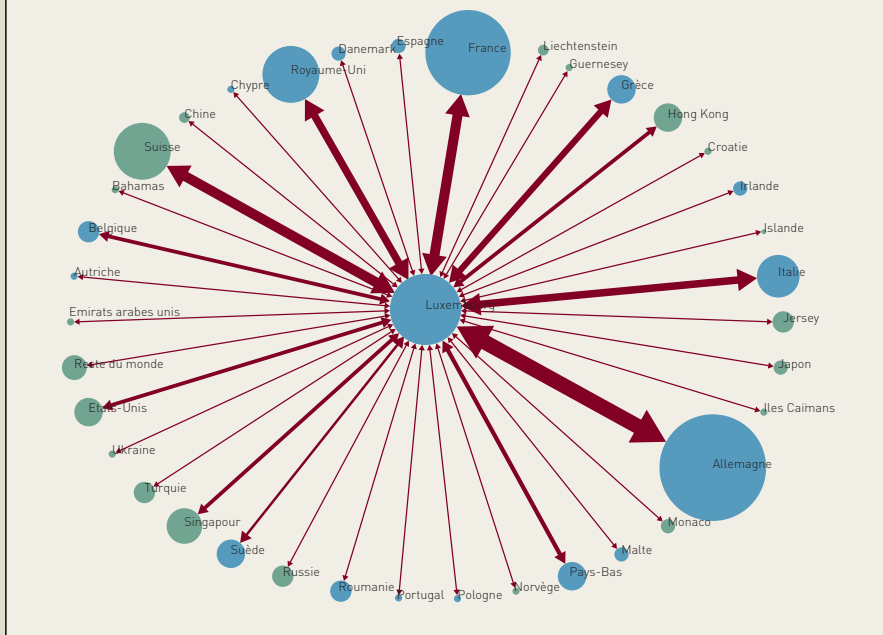 Espagne
France
Liechtenstein
Danemark
Guernesey
Royaume-Uni
Chypre
Grèce
Chine
Hong Kong
Suisse
Croatie
Bahamas
Irlande
Belgique
Islande
Autriche
Italie
Luxembourg
Emirats arabes unis
Jersey
Reste du monde
Japon
Etats-Unis
Iles Caïmans
Ukraine
Allemagne
Turquie
Singapour
Monaco
Suède
Malte
Russie
Pays-Bas
Roumanie
Norvège
Portugal
Pologne